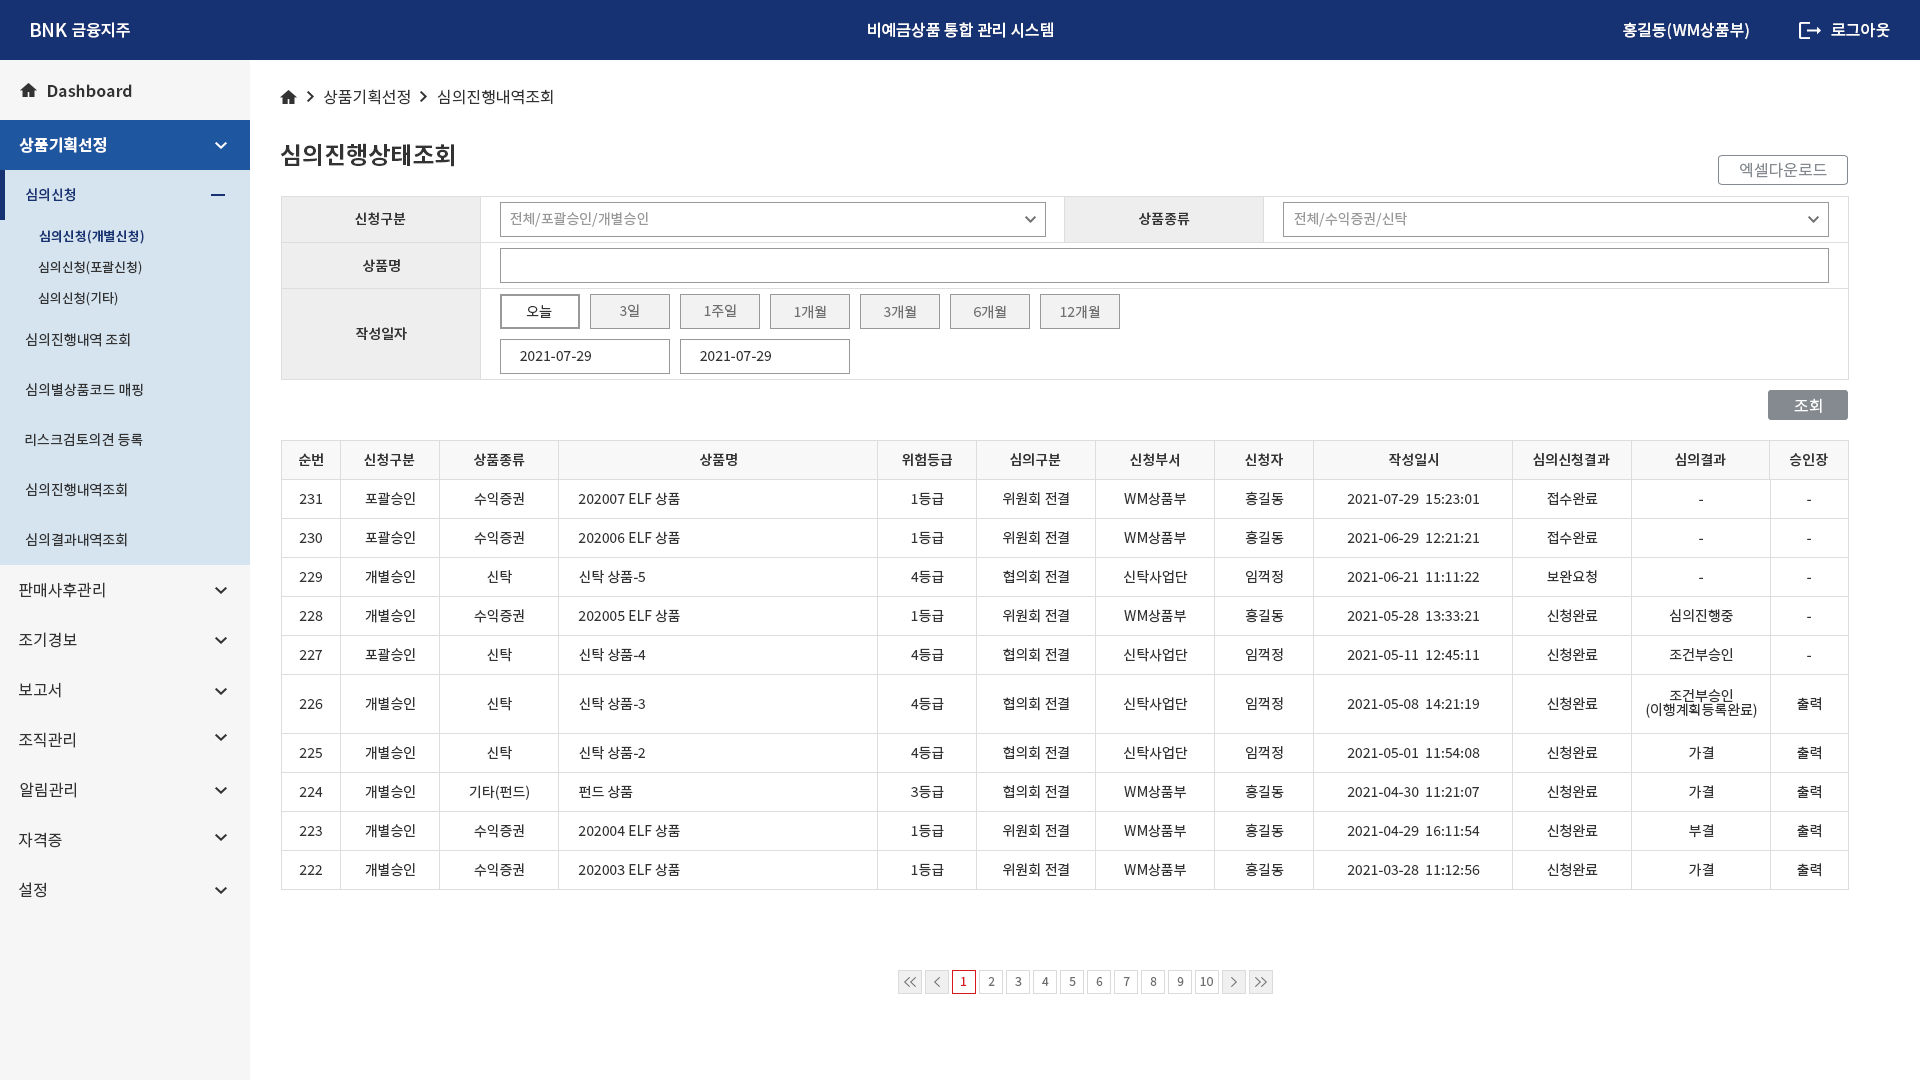 BNK 금융지주
비예금상품 통합 관리 시스템
홍길동(WM상품부)
로그아웃
Dashboard
상품기획선정
심의신청
심의신청(개별신청)
심의신청(포괄신청)
심의신청(기타)
심의진행내역 조회
심의별상품코드 매핑
리스크검토의견 등록
심의진행내역조회
심의결과내역조회
판매사후관리
조기경보
보고서
조직관리
알림관리
자격증
설정
상품기획선정 심의진행내역조회
심의진행상태조회
엑셀다운로드
신청구분 전체/포괄승인/개별승인 상품종류 전체/수익증권/신탁
상품명
작성일자
오늘 3일 1주일 1개월 3개월 6개월 12개월
2021-07-29 2021-07-29
조회
순번 신청구분 상품종류 상품명 위험등급 심의구분 신청부서 신청자 작성일시 심의신청결과 심의결과 승인장
231 포괄승인 수익증권 202007 ELF 상품 1등급 위원회 전결 WM상품부 홍길동 2021-07-29 15:23:01 접수완료 - -
230 포괄승인 수익증권 202006 ELF 상품 1등급 위원회 전결 WM상품부 홍길동 2021-06-29 12:21:21 접수완료 - -
229 개별승인 신탁 신탁 상품-5 4등급 협의회 전결 신탁사업단 임꺽정 2021-06-21 11:11:22 보완요청 - -
228 개별승인 수익증권 202005 ELF 상품 1등급 위원회 전결 WM상품부 홍길동 2021-05-28 13:33:21 신청완료 심의진행중 -
227 포괄승인 신탁 신탁 상품-4 4등급 협의회 전결 신탁사업단 임꺽정 2021-05-11 12:45:11 신청완료 조건부승인 -
226 개별승인 신탁 신탁 상품-3 4등급 협의회 전결 신탁사업단 임꺽정 2021-05-08 14:21:19 신청완료 조건부승인 (이행계획등록완료) 출력
225 개별승인 신탁 신탁 상품-2 4등급 협의회 전결 신탁사업단 임꺽정 2021-05-01 11:54:08 신청완료 가결 출력
224 개별승인 기타(펀드) 펀드 상품 3등급 협의회 전결 WM상품부 홍길동 2021-04-30 11:21:07 신청완료 가결 출력
223 개별승인 수익증권 202004 ELF 상품 1등급 위원회 전결 WM상품부 홍길동 2021-04-29 16:11:54 신청완료 부결 출력
222 개별승인 수익증권 202003 ELF 상품 1등급 위원회 전결 WM상품부 홍길동 2021-03-28 11:12:56 신청완료 가결 출력
1 2 3 4 5 6 7 8 9 10